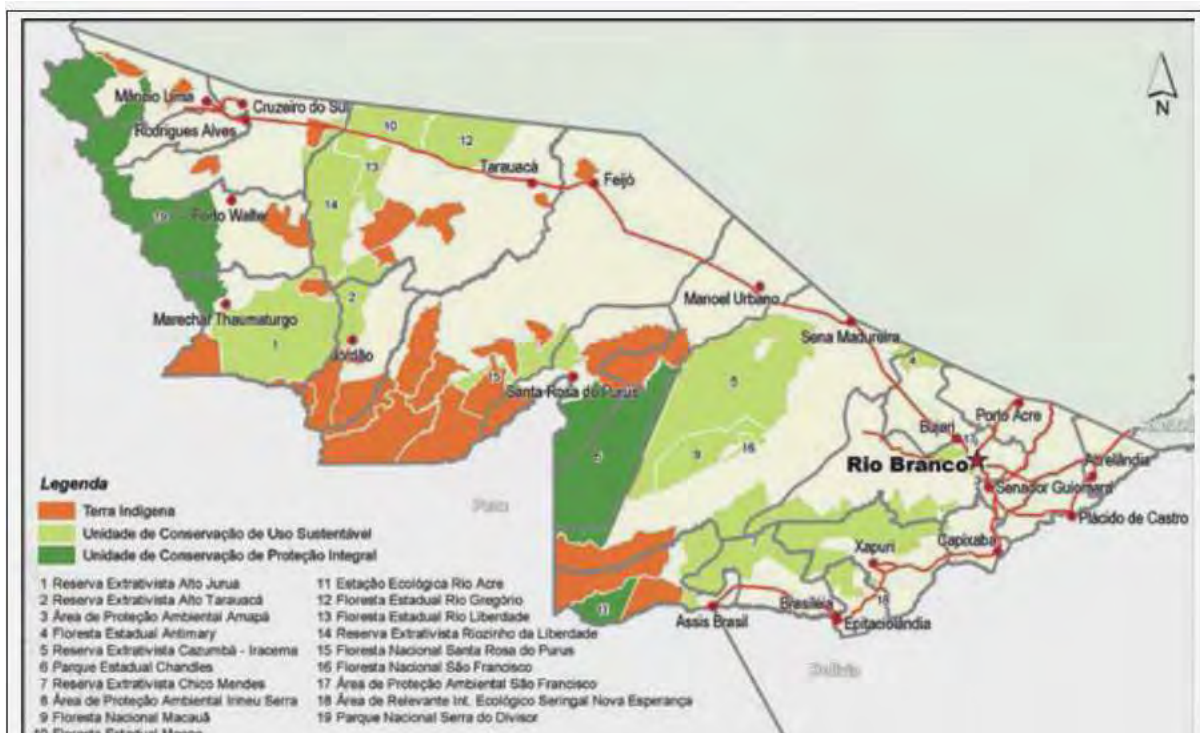 N
Mâncio Lima
Cruzeiro do Sul
Rodrigues Alves
10
12
13
Tarauacá
Feijó
14
19
Porto Walter
2
Manoel Urbano
Marechal Thaumaturgo
1
Jordão
Sena Madureira
4
15
Santa Rosa do Purus
5
Porto Acre
Bujari
17
9
16
6
Rio Branco
Acrelândia
3
Senador Guiomard
Plácido de Castro
7
Xapuri
Capixaba
11
Assis Brasil
Brasiléia
18
Epitaciolândia
Peru
Bolívia
Legenda
Terra Indígena
Unidade de Conservação de Uso Sustentável
Unidade de Conservação de Proteção Integral
1 Reserva Extrativista Alto Jurua
2 Reserva Extrativista Alto Tarauacá
3 Área de Proteção Ambiental Amapá
4 Floresta Estadual Antimary
5 Reserva Extrativista Cazumbá - Iracema
6 Parque Estadual Chandles
7 Reserva Extrativista Chico Mendes
8 Área de Proteção Ambiental Irineu Serra
9 Floresta Nacional Macauã
11 Estação Ecológica Rio Acre
12 Floresta Estadual Rio Gregório
13 Floresta Estadual Rio Liberdade
14 Reserva Extrativista Riozinho da Liberdade
15 Floresta Nacional Santa Rosa do Purus
16 Floresta Nacional São Francisco
17 Área de Proteção Ambiental São Francisco
18 Área de Relevante Int. Ecológico Seringal Nova Esperança
19 Parque Nacional Serra do Divisor